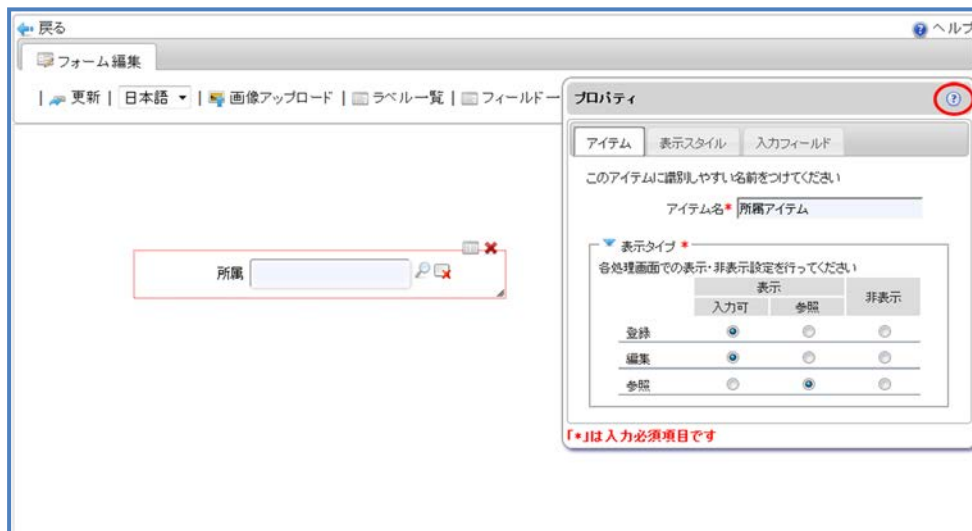 戻る
ヘルプ
フォーム編集
| 更新 | 日本語 | 画像アップロード | ラベル一覧 | フィールド一
プロパティ
アイテム 表示スタイル 入力フィールド
このアイテムに識別しやすい名前をつけてください
アイテム名* 所属アイテム
所属
表示タイプ *
各処理画面での表示・非表示設定を行ってください
表示 非表示
入力可 参照
登録
編集
参照
「*」は入力必須項目です